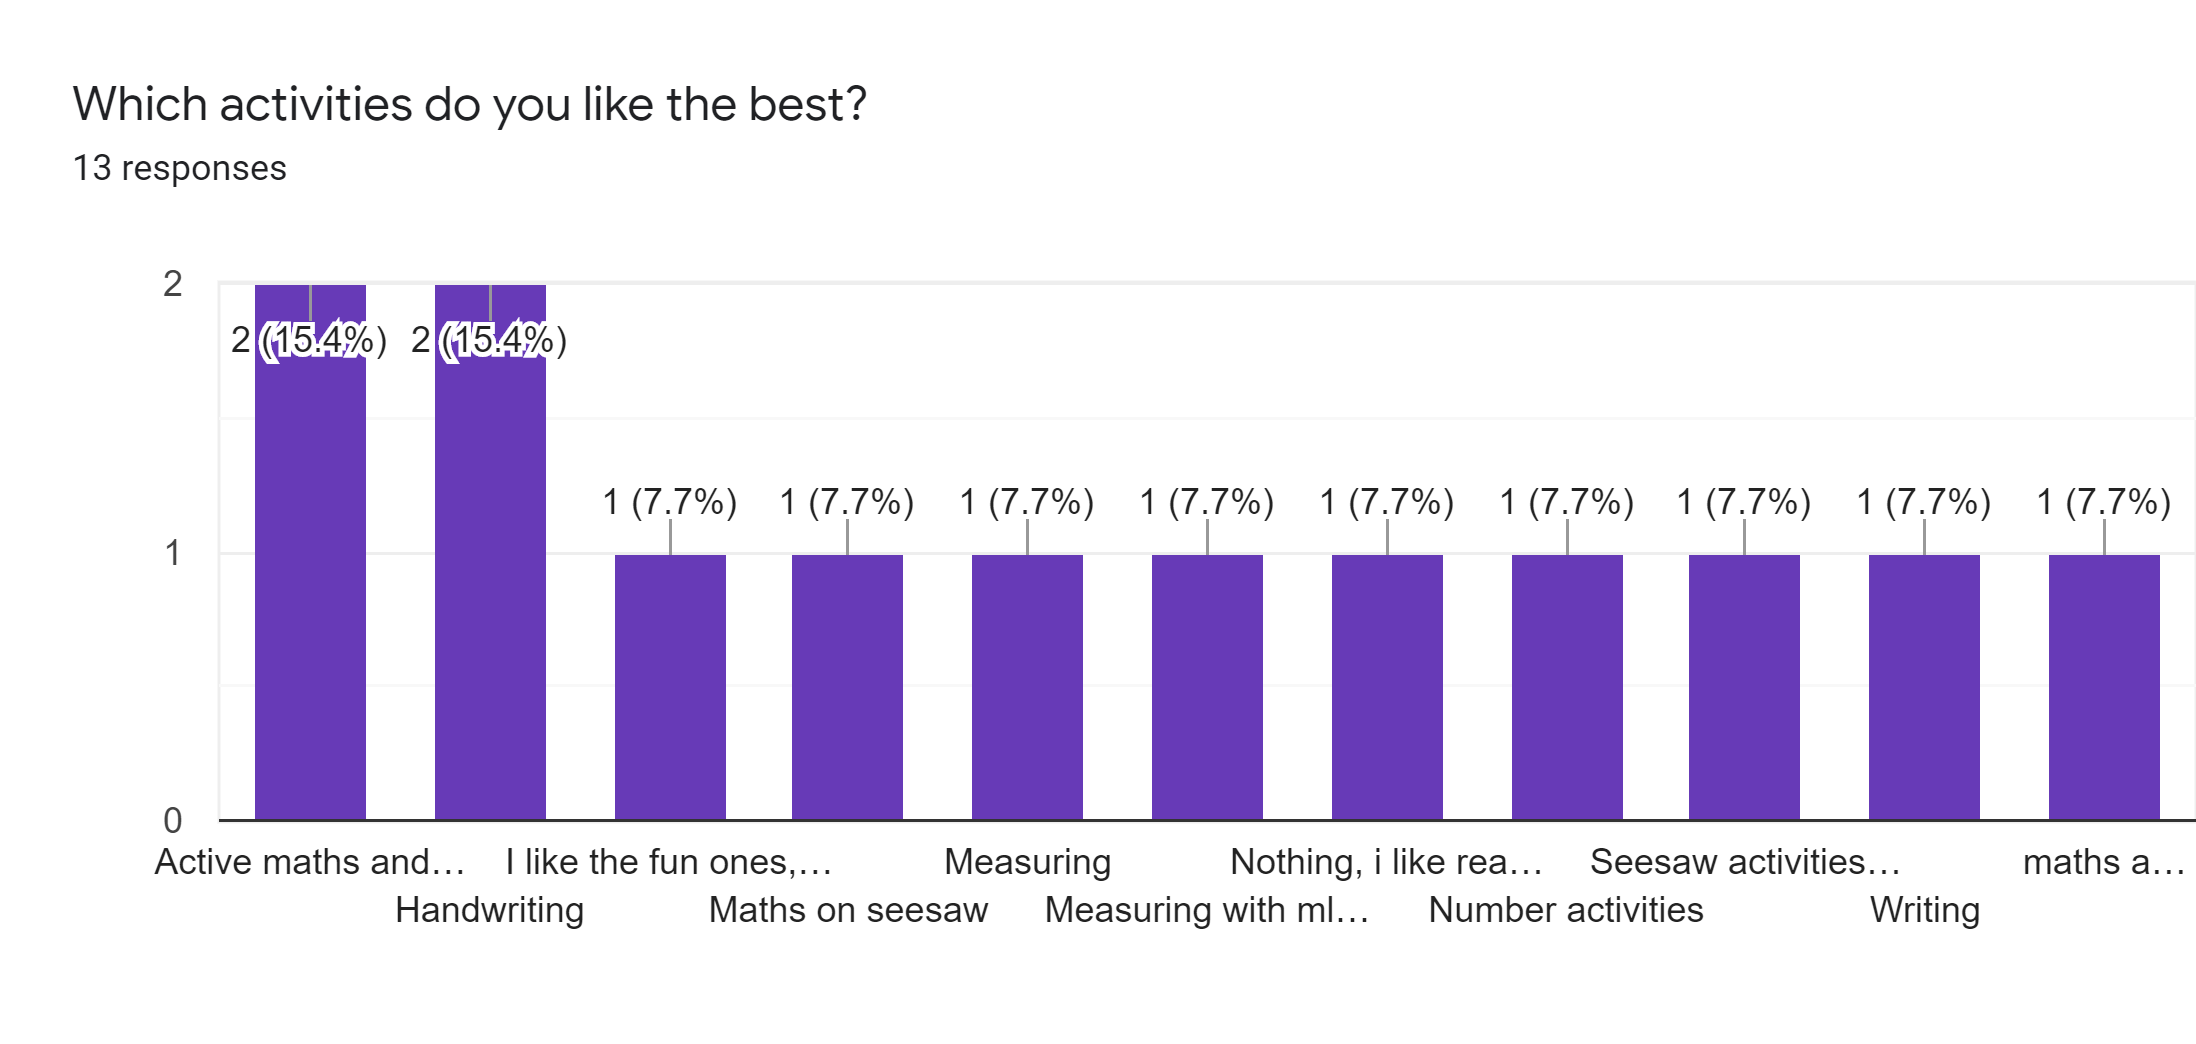 Which activities do you like the best?
13 responses
2
2 (15.4%) 2 (15.4%)
1 (7.7%) 1 (7.7%) 1 (7.7%) 1 (7.7%) 1 (7.7%) 1 (7.7%) 1 (7.7%) 1 (7.7%) 1 (7.7%)
1
0
Active maths and… I like the fun ones,… Measuring Nothing, i like rea… Seesaw activities… maths a…
Handwriting Maths on seesaw Measuring with ml… Number activities Writing